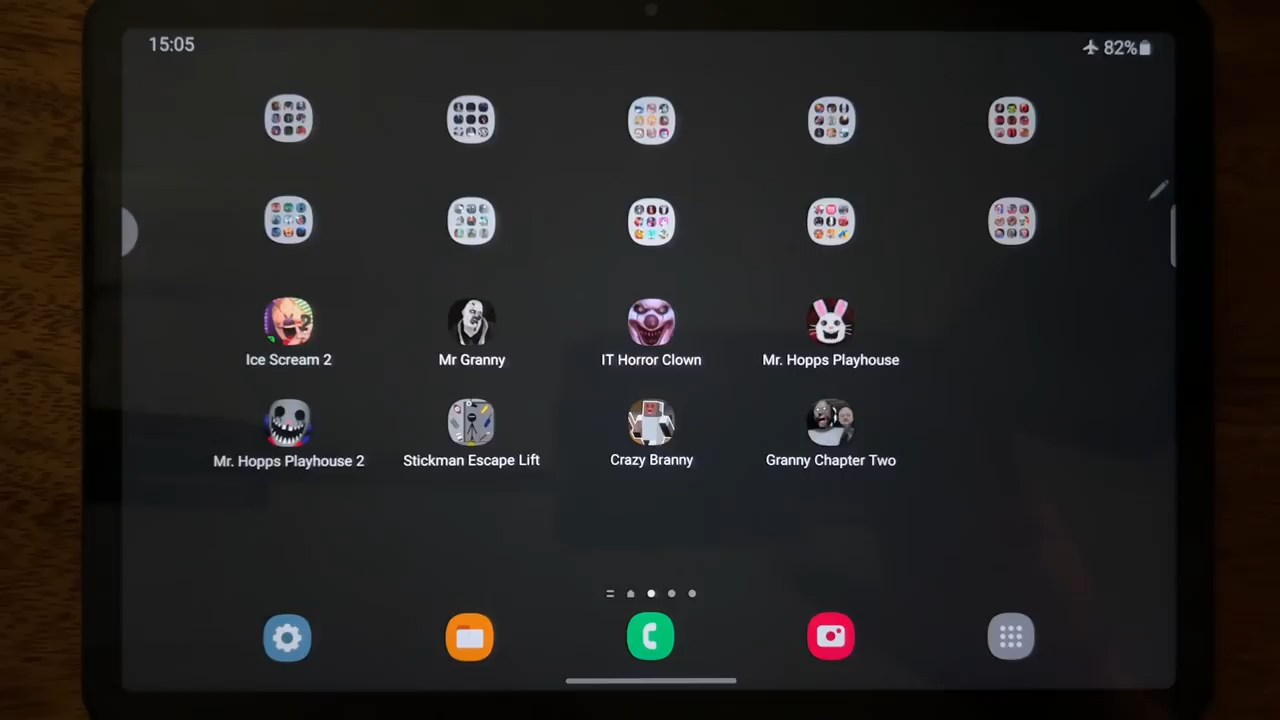 15:05
82%
Ice Scream 2
Mr Granny
IT Horror Clown
Mr. Hopps Playhouse
Mr. Hopps Playhouse 2
Stickman Escape Lift
Crazy Branny
Granny Chapter Two